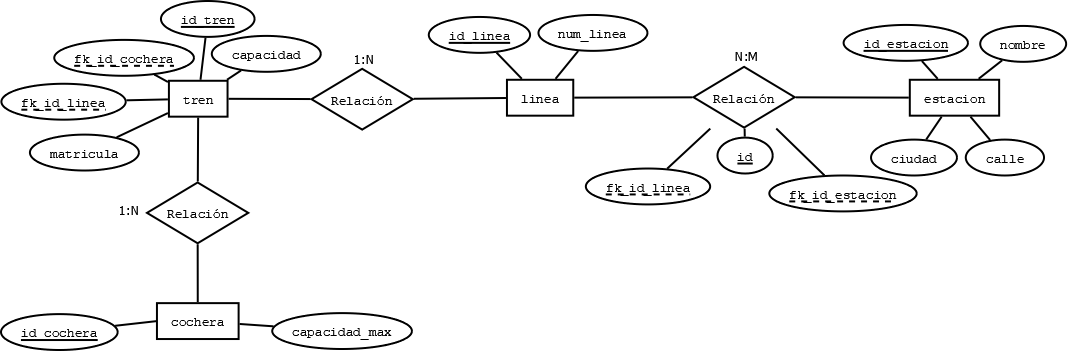 id_tren
fk_id_cochera
capacidad
fk_id_linea
tren
matricula
1:N
Relación
id_linea
num_linea
linea
N:M
Relación
id
fk_id_linea
fk_id_estacion
id_estacion
nombre
estacion
ciudad
calle
1:N
Relación
cochera
id_cochera
capacidad_max